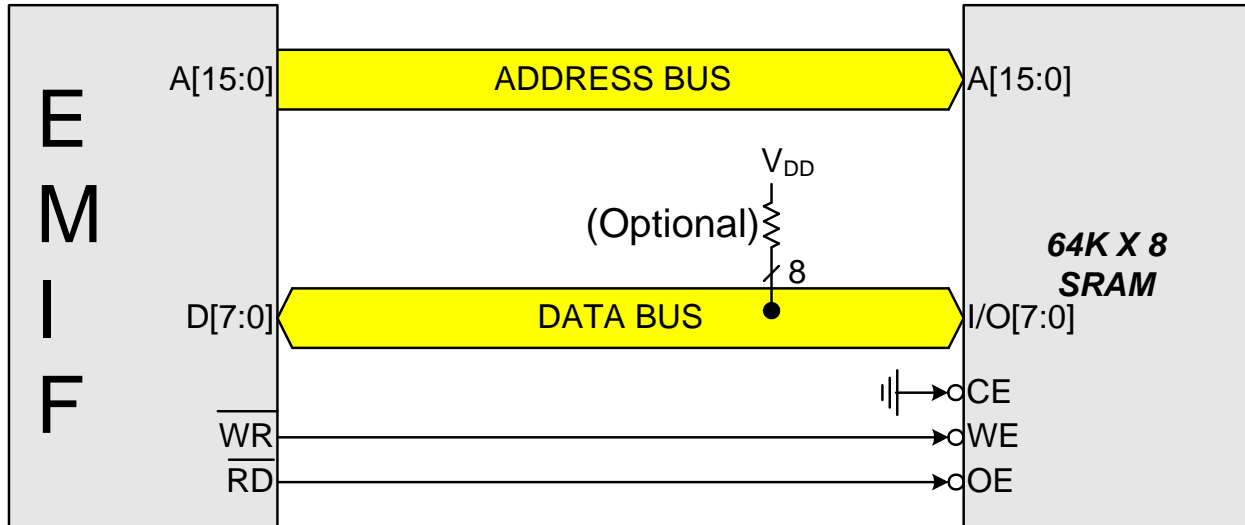 EMIF
A[15:0]
ADDRESS BUS
A[15:0]
V_DD
(Optional)
8
64K X 8
SRAM
D[7:0]
DATA BUS
I/O[7:0]
CE
WR
WE
RD
OE